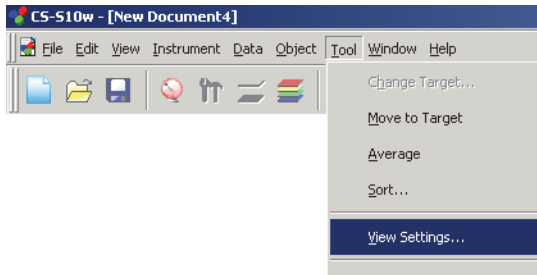 CS-S10w - [New Document4]
File Edit View Instrument Data Object Tool Window Help
Change Target...
Move to Target
Average
Sort...
View Settings...